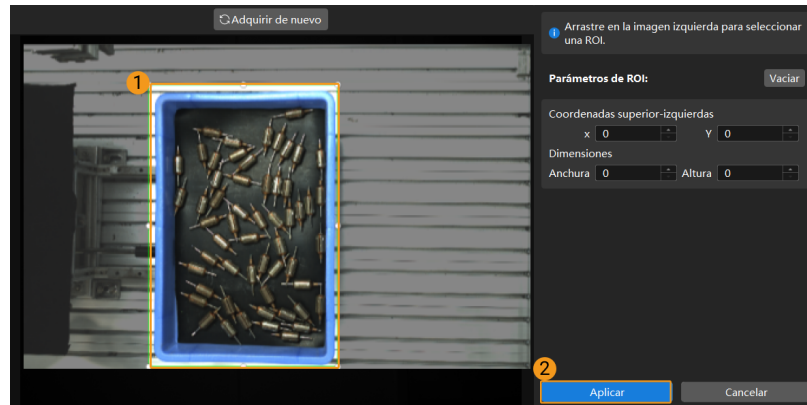 Adquirir de nuevo
Arrastre en la imagen izquierda para seleccionar
una ROI.
1
Parámetros de ROI:
Vaciar
Coordenadas superior-izquierdas
x 0 Y 0
Dimensiones
Anchura 0 Altura 0
2
Aplicar
Cancelar